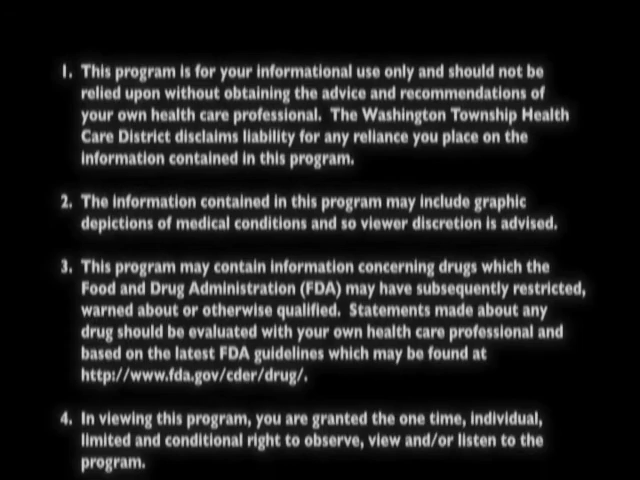 1. This program is for your informational use only and should not be
relied upon without obtaining the advice and recommendations of
your own health care professional. The Washington Township Health
Care District disclaims liability for any reliance you place on the
information contained in this program.
2. The information contained in this program may include graphic
depictions of medical conditions and so viewer discretion is advised.
3. This program may contain information concerning drugs which the
Food and Drug Administration (FDA) may have subsequently restricted,
warned about or otherwise qualified. Statements made about any
drug should be evaluated with your own health care professional and
based on the latest FDA guidelines which may be found at
http://www.fda.gov/cder/drug/.
4. In viewing this program, you are granted the one time, individual,
limited and conditional right to observe, view and/or listen to the
program.